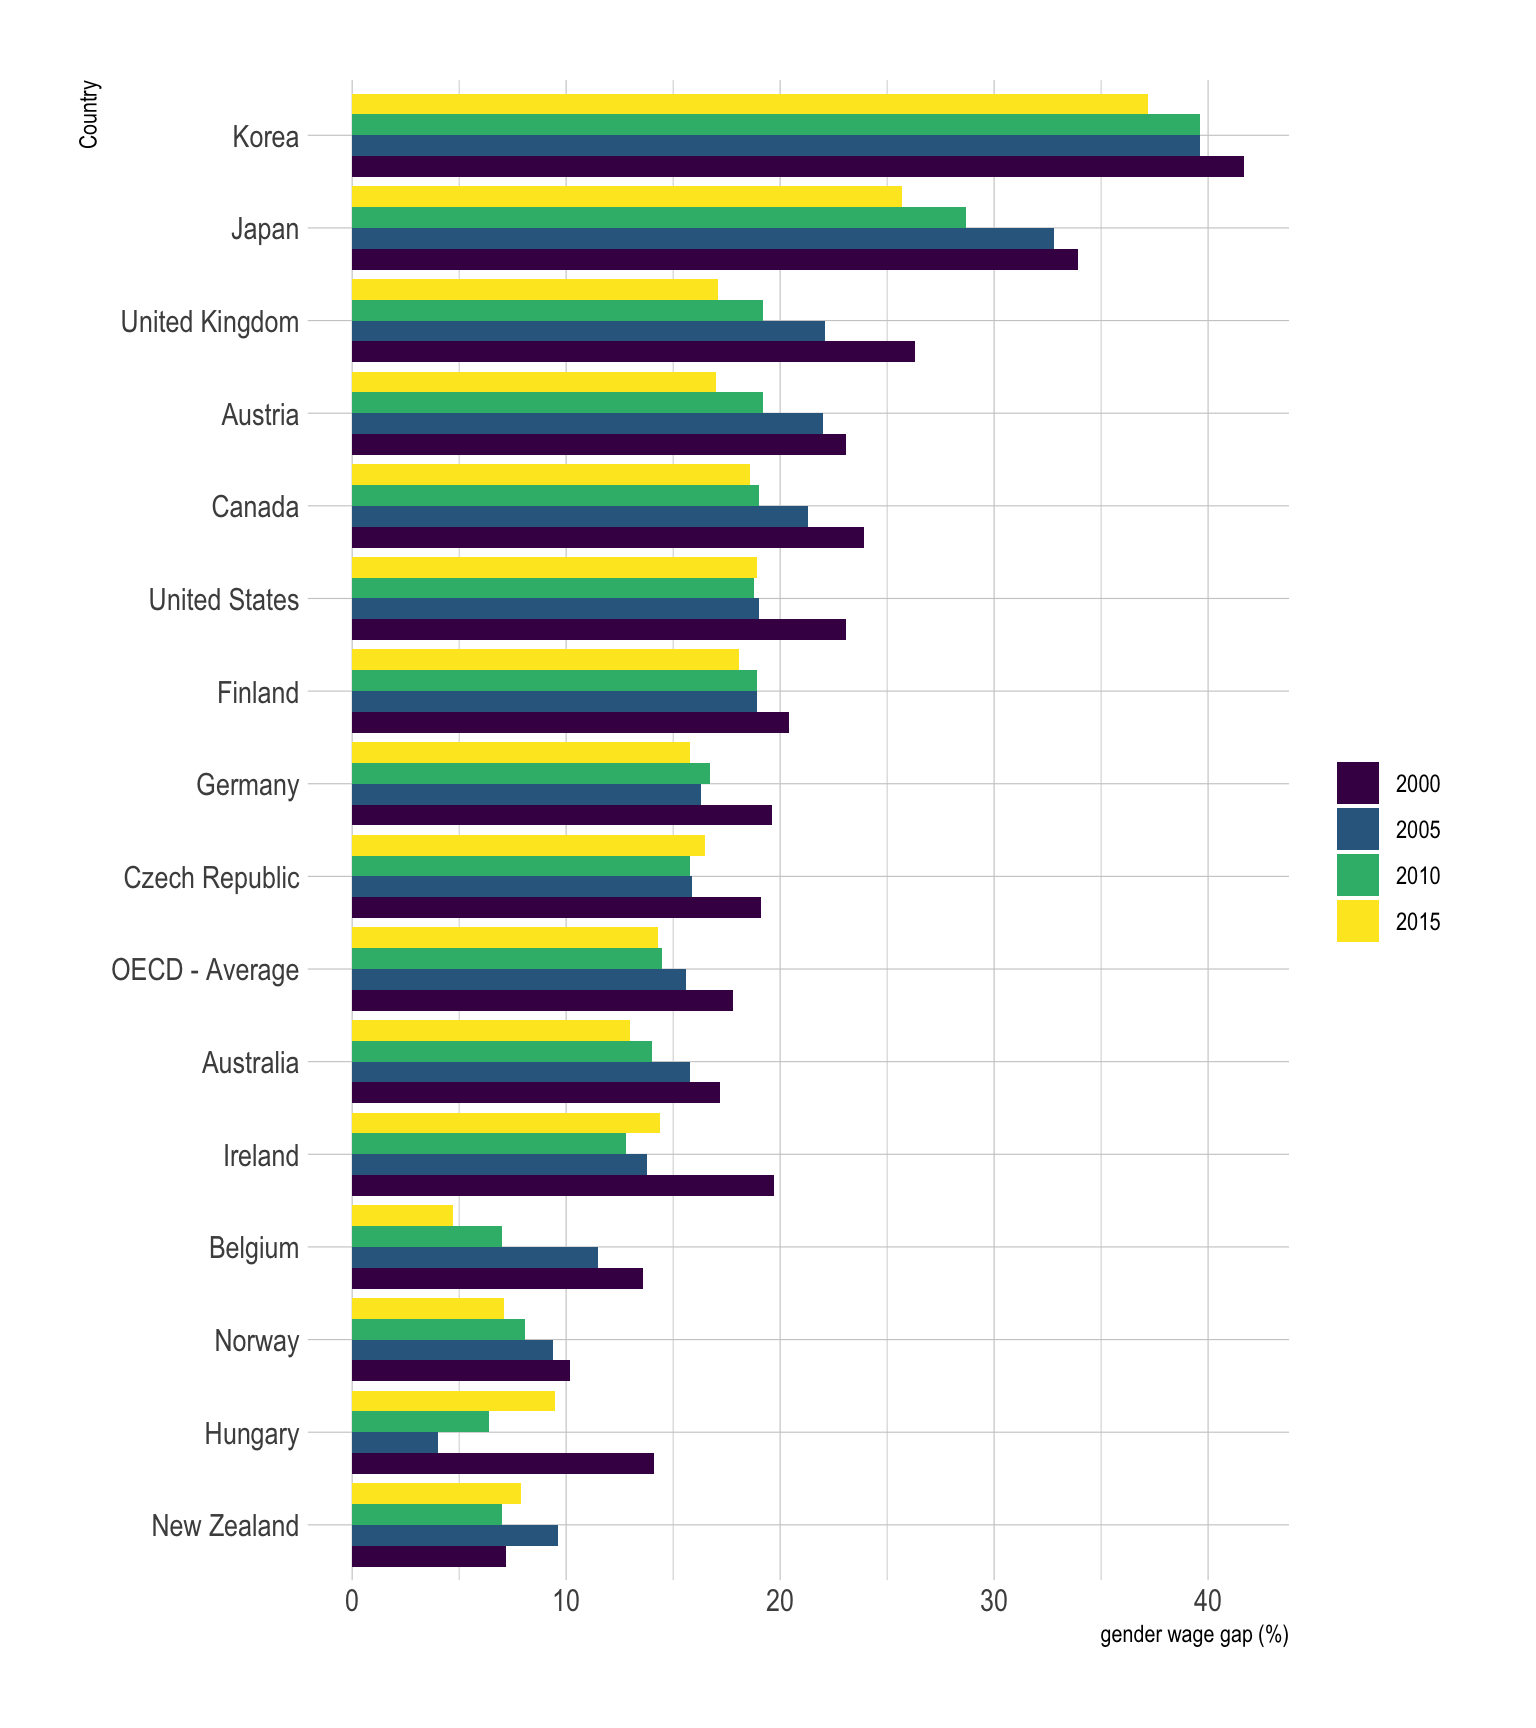 Country
Korea
Japan
United Kingdom
Austria
Canada
United States
Finland
Germany
Czech Republic
OECD - Average
Australia
Ireland
Belgium
Norway
Hungary
New Zealand
0 10 20 30 40
gender wage gap (%)
2000
2005
2010
2015